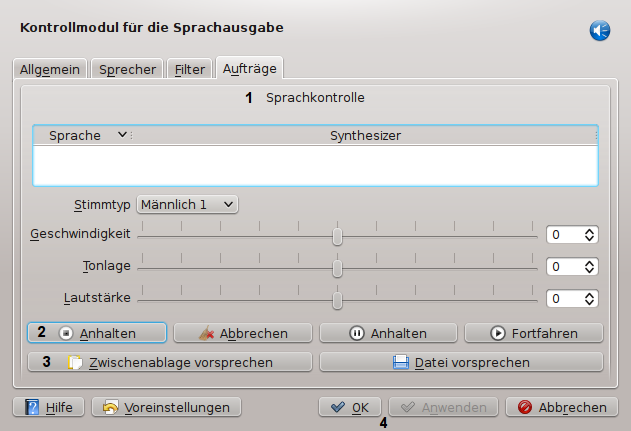 Kontrollmodul für die Sprachausgabe
Allgemein Sprecher Filter Aufträge
1 Sprachkontrolle
Sprache Synthesizer
Stimmtyp Männlich 1
Geschwindigkeit 0
Tonlage 0
Lautstärke 0
2 Anhalten Abbrechen Anhalten Fortfahren
3 Zwischenablage vorsprechen Datei vorsprechen
Hilfe Voreinstellungen OK Anwenden Abbrechen
4